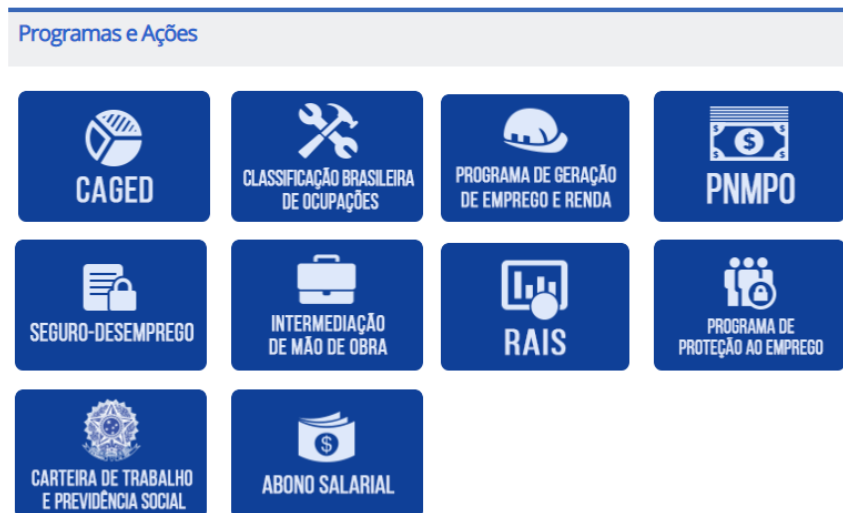 Programas e Ações
CAGED
CLASSIFICAÇÃO BRASILEIRA
DE OCUPAÇÕES
PROGRAMA DE GERAÇÃO
DE EMPREGO E RENDA
PNMPO
SEGURO-DESEMPREGO
INTERMEDIAÇÃO
DE MÃO DE OBRA
RAIS
PROGRAMA DE
PROTEÇÃO AO EMPREGO
CARTEIRA DE TRABALHO
E PREVIDÊNCIA SOCIAL
ABONO SALARIAL